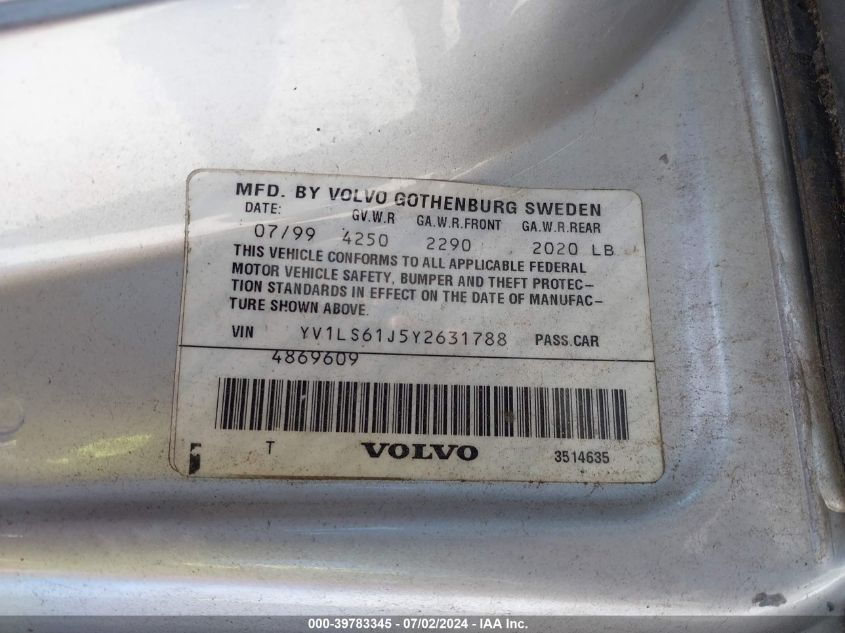 MFD. BY VOLVO GOTHENBURG SWEDEN
DATE: GV.W.R GA.W.R.FRONT GA.W.R.REAR
07/99 4250 2290 2020 LB
THIS VEHICLE CONFORMS TO ALL APPLICABLE FEDERAL
MOTOR VEHICLE SAFETY, BUMPER AND THEFT PROTEC-
TION STANDARDS IN EFFECT ON THE DATE OF MANUFAC-
TURE SHOWN ABOVE.
VIN YV1LS61J5Y2631788 PASS.CAR
4869609
T VOLVO 3514635
000-39783345 - 07/02/2024 - IAA Inc.